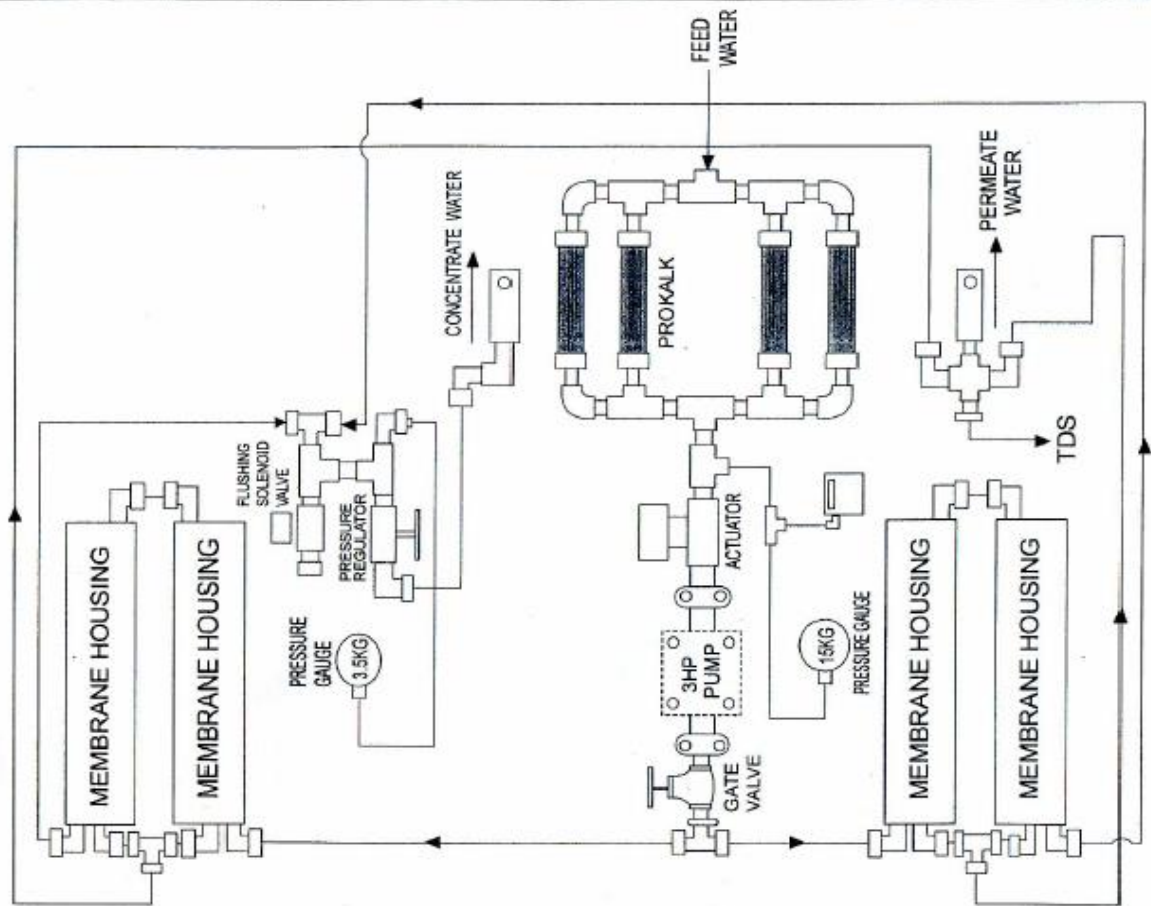 FEED
WATER
CONCENTRATE WATER
PROKALK
PERMEATE
WATER
TDS
FLUSHING
SOLENOID
VALVE
PRESSURE
REGULATOR
PRESSURE
GAUGE
3.5KG
ACTUATOR
3HP
PUMP
GATE
VALVE
15KG
PRESSURE GAUGE
MEMBRANE HOUSING
MEMBRANE HOUSING
MEMBRANE HOUSING
MEMBRANE HOUSING